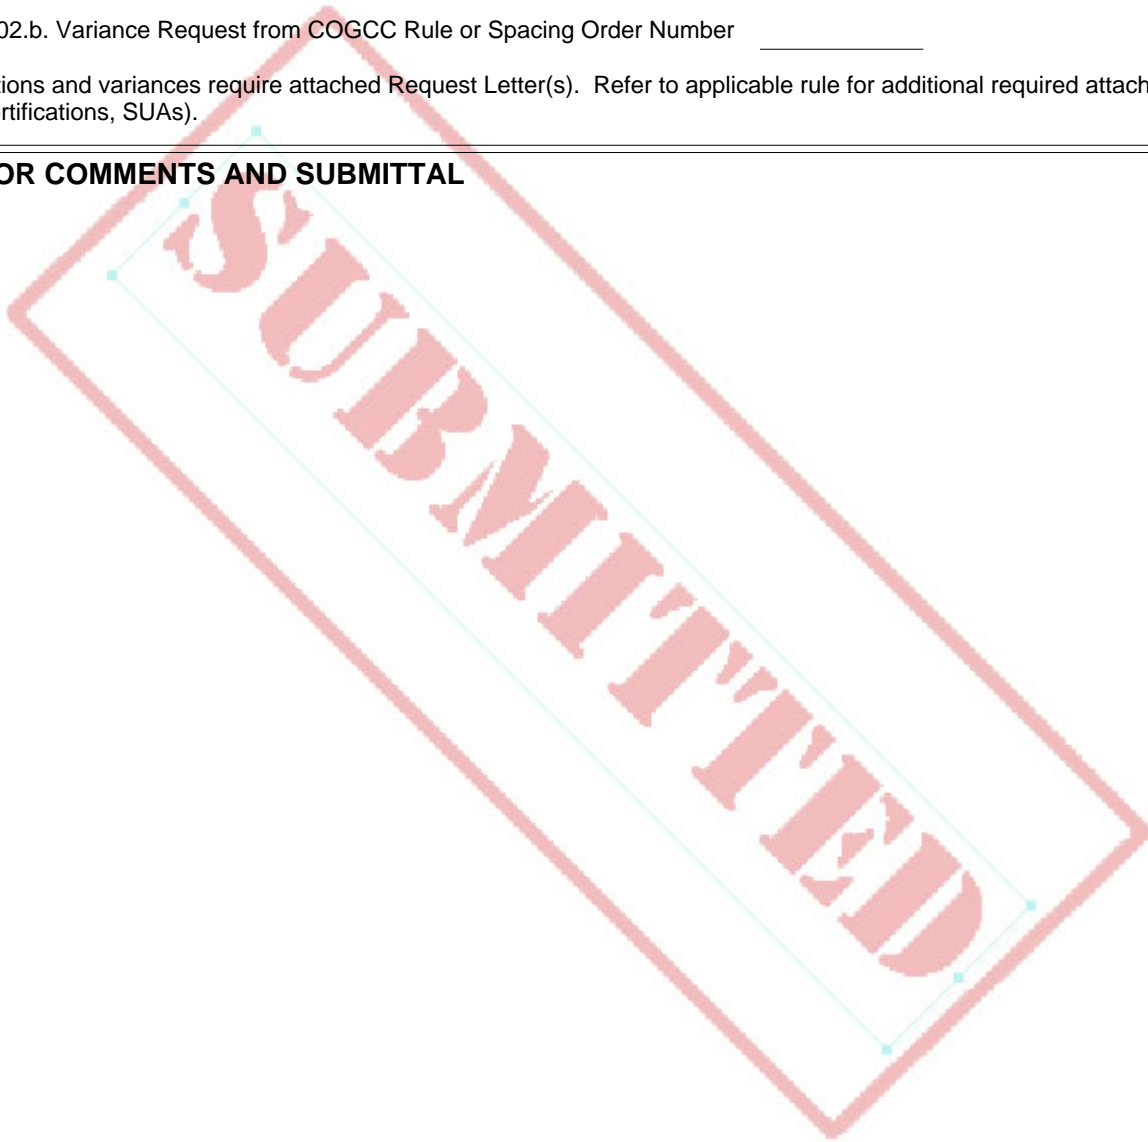 02.b. Variance Request from COGCC Rule or Spacing Order Number
tions and variances require attached Request Letter(s).  Refer to applicable rule for additional required attach
rtifications, SUAs).
OR COMMENTS AND SUBMITTAL
SUBMITTED